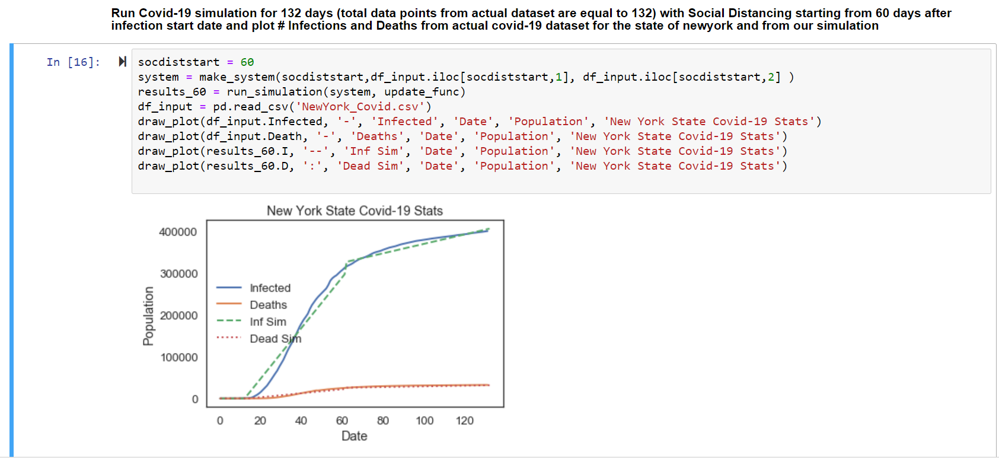 Run Covid-19 simulation for 132 days (total data points from actual dataset are equal to 132) with Social Distancing starting from 60 days after
infection start date and plot # Infections and Deaths from actual covid-19 dataset for the state of newyork and from our simulation
In [16]:
socdiststart = 60
system = make_system(socdiststart,df_input.iloc[socdiststart,1], df_input.iloc[socdiststart,2] )
results_60 = run_simulation(system, update_func)
df_input = pd.read_csv('NewYork_Covid.csv')
draw_plot(df_input.Infected, '-', 'Infected', 'Date', 'Population', 'New York State Covid-19 Stats')
draw_plot(df_input.Death, '-', 'Deaths', 'Date', 'Population', 'New York State Covid-19 Stats')
draw_plot(results_60.I, '--', 'Inf Sim', 'Date', 'Population', 'New York State Covid-19 Stats')
draw_plot(results_60.D, ':', 'Dead Sim', 'Date', 'Population', 'New York State Covid-19 Stats')
New York State Covid-19 Stats
400000
300000
200000
100000
0
Population
Infected
Deaths
Inf Sim
Dead Sim
0 20 40 60 80 100 120
Date